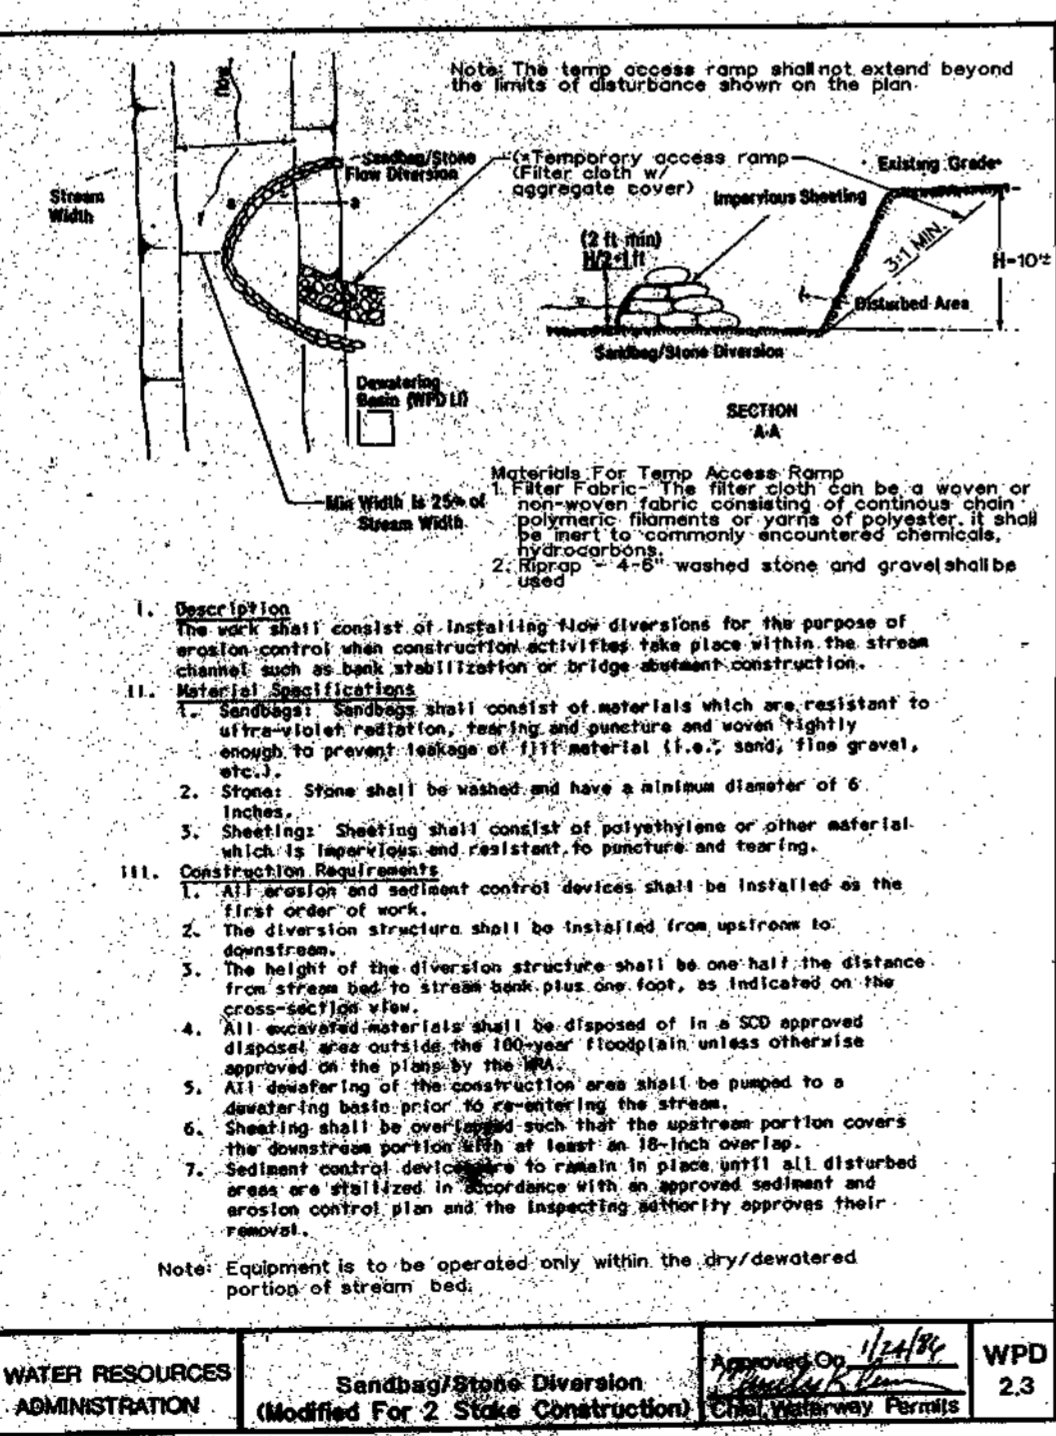 Note: The temp access ramp shall not extend beyond
the limits of disturbance shown on the plan.
flow
Sandbag/Stone
Flow Diversion
(*Temporary access ramp
(Filter cloth w/
aggregate cover)
Existing Grade
Stream
Width
a
a
Impervious Sheeting
(2 ft min)
H/2+1ft
3:1 MIN.
H=10'±
Disturbed Area
Sandbag/Stone Diversion
Dewatering
Basin (WPD
SECTION
A-A
Min Width is 25% of
Stream Width
Materials For Temp Access Ramp
1. Filter Fabric- The filter cloth can be a woven or
non-woven fabric consisting of continous chain
polymeric filaments or yarns of polyester. it shall
be inert to commonly encountered chemicals,
hydrocarbons.
2. Riprap - 4-6" washed stone and gravel shall be
used
I. Description
The work shall consist of installing flow diversions for the purpose of
erosion control when construction activities take place within the stream
channel such as bank stabilization or bridge abutment construction.
II. Material Specifications
1. Sandbags: Sandbags shall consist of materials which are resistant to
ultra-violet radiation, tearing and puncture and woven tightly
enough to prevent leakage of fill material (i.e., sand, fine gravel,
etc.).
2. Stone: Stone shall be washed and have a minimum diameter of 6
inches.
3. Sheeting: Sheeting shall consist of polyethylene or other material
which is impervious and resistant to puncture and tearing.
III. Construction Requirements
1. All erosion and sediment control devices shall be installed as the
first order of work.
2. The diversion structure shall be installed from upstream to
downstream.
3. The height of the diversion structure shall be one half the distance
from stream bed to stream bank plus one foot, as indicated on the
cross-section view.
4. All excavated materials shall be disposed of in a SCD approved
disposal area outside the 100-year floodplain unless otherwise
approved on the plans by the WRA.
5. All dewatering of the construction area shall be pumped to a
dewatering basin prior to re-entering the stream.
6. Sheeting shall be overlapped such that the upstream portion covers
the downstream portion with at least an 18-inch overlap.
7. Sediment control devices are to remain in place until all disturbed
areas are stailized in accordance with an approved sediment and
erosion control plan and the inspecting authority approves their
removal.
Note: Equipment is to be operated only within the dry/dewatered
portion of stream bed.
WATER RESOURCES
ADMINISTRATION
Sandbag/Stone Diversion
(Modified For 2 Stake Construction)
Approved On 1/24/86
Chief, Waterway Permits
WPD
2.3